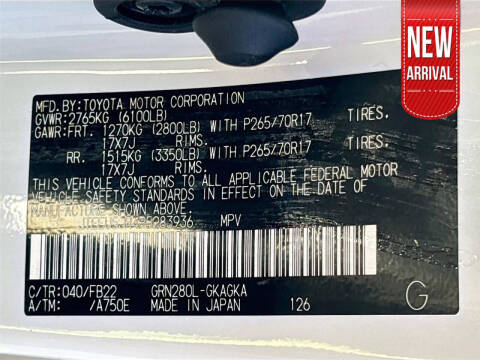 NEW
ARRIVAL
MFD.BY:TOYOTA MOTOR CORPORATION
GVWR:2765KG (6100LB)
GAWR:FRT. 1270KG (2800LB) WITH P265/70R17 TIRES.
17X7J RIMS.
RR. 1515KG (3350LB) WITH P265/70R17 TIRES.
17X7J RIMS.
THIS VEHICLE CONFORMS TO ALL APPLICABLE FEDERAL MOTOR
VEHICLE SAFETY STANDARDS IN EFFECT ON THE DATE OF
MANUFACTURE SHOWN ABOVE.
MPV
C/TR:040/FB22 GRN280L-GKAGKA
A/TM: /A750E MADE IN JAPAN 126 G